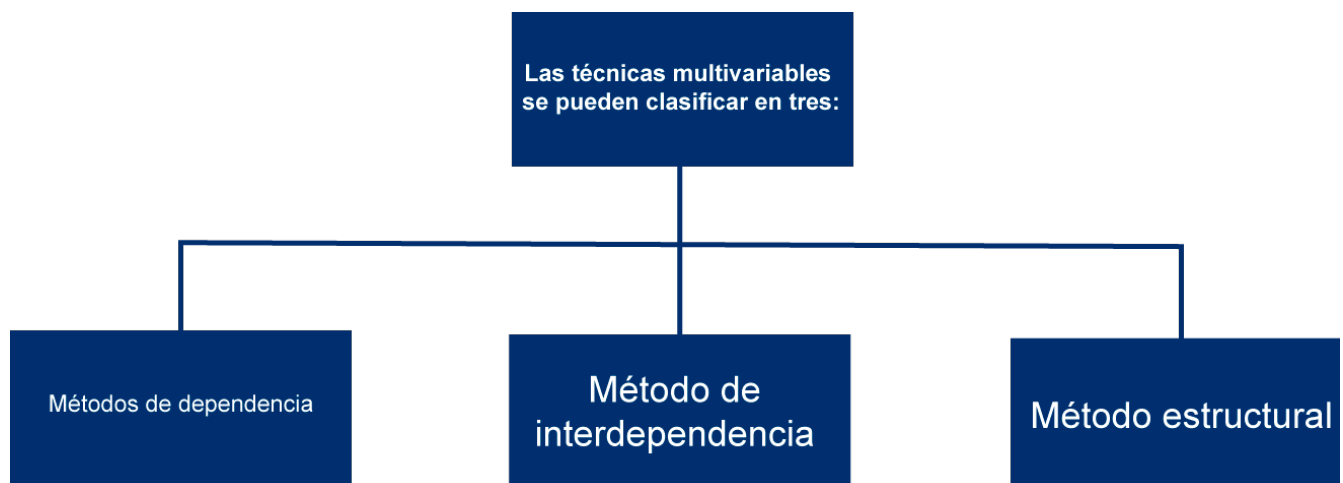 Las técnicas multivariables
se pueden clasificar en tres:
Métodos de dependencia
Método de
interdependencia
Método estructural